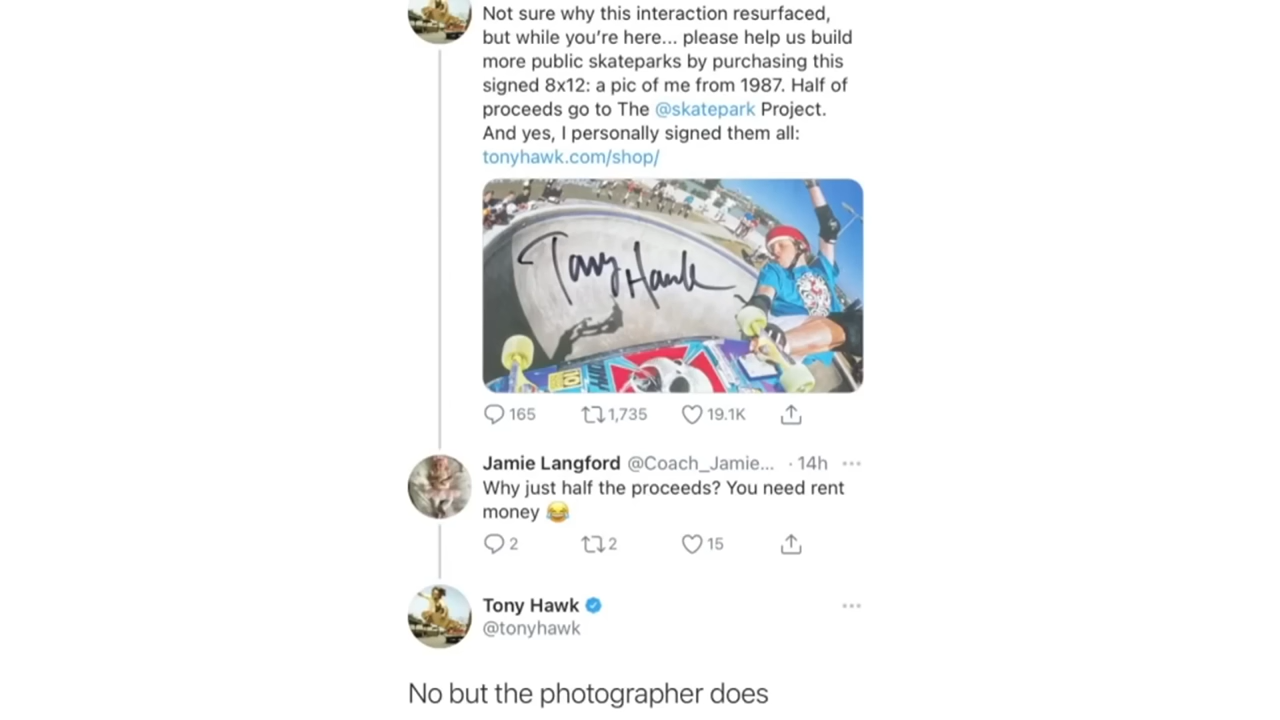 Not sure why this interaction resurfaced,
but while you're here... please help us build
more public skateparks by purchasing this
signed 8x12: a pic of me from 1987. Half of
proceeds go to The @skatepark Project.
And yes, I personally signed them all:
tonyhawk.com/shop/
Tony Hawk
165 1,735 19.1K
Jamie Langford @Coach_Jamie... · 14h
Why just half the proceeds? You need rent
money 😂
2 2 15
Tony Hawk
@tonyhawk
No but the photographer does